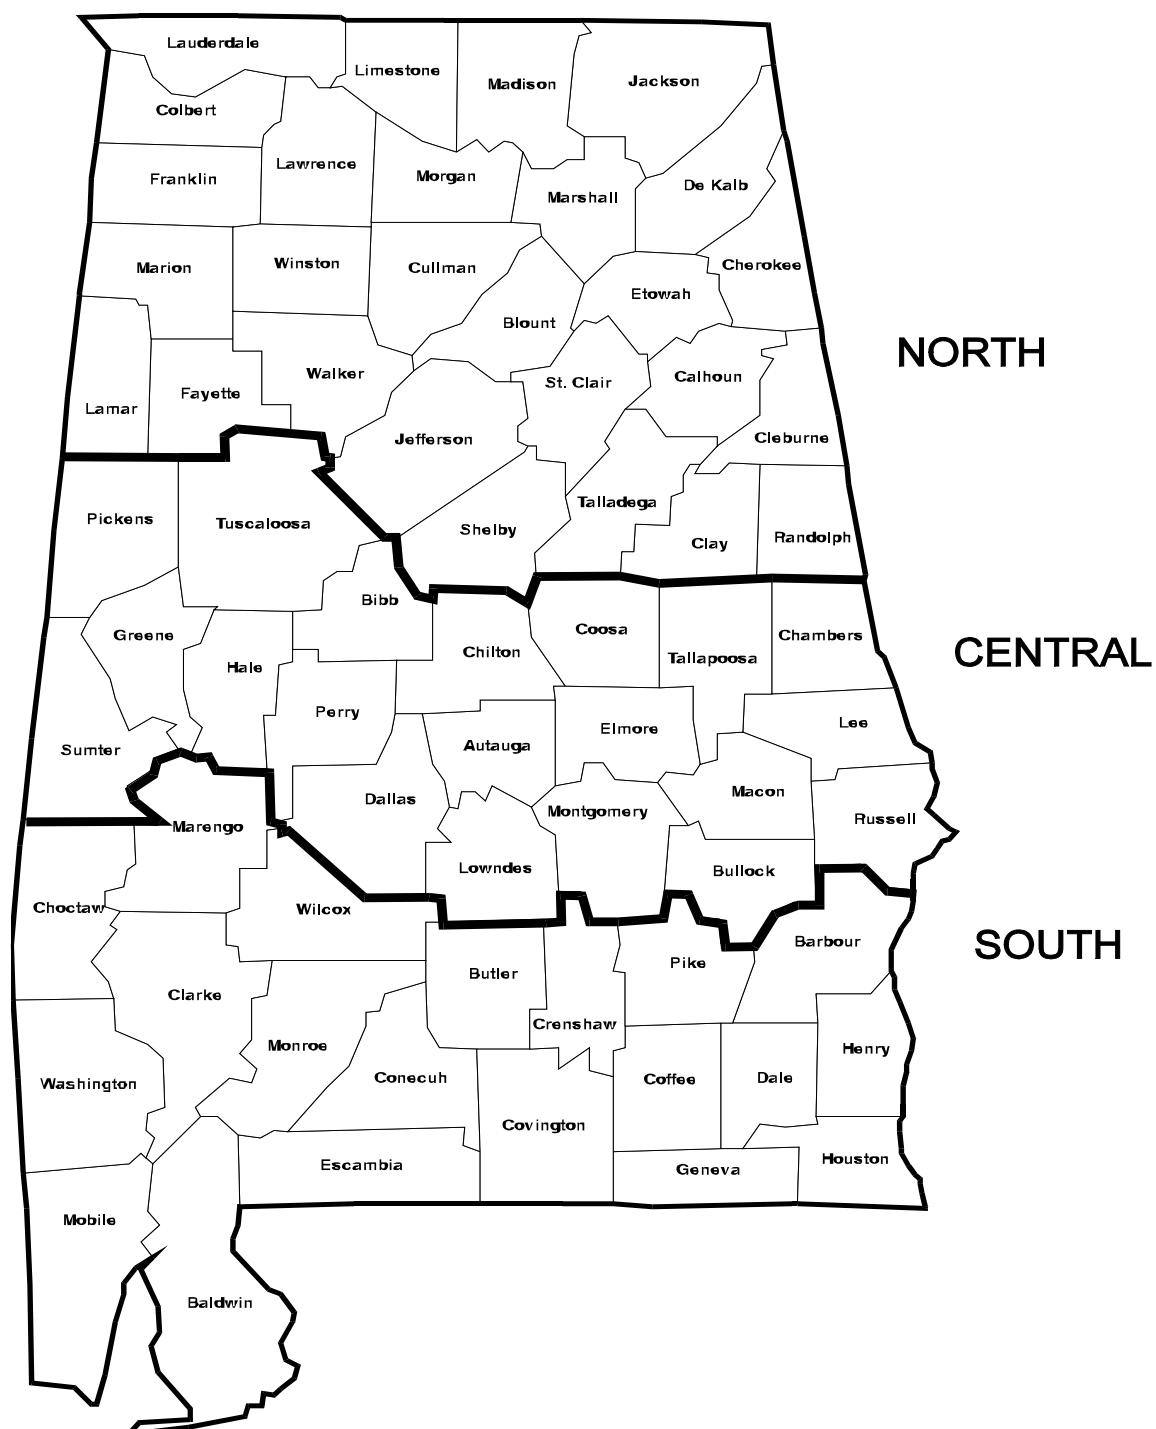 Lauderdale
Limestone
Madison
Jackson
Colbert
Lawrence
Morgan
Franklin
De Kalb
Marshall
Marion
Winston
Cullman
Cherokee
Etowah
Blount
NORTH
Walker
St. Clair
Calhoun
Fayette
Lamar
Jefferson
Cleburne
Talladega
Pickens
Tuscaloosa
Shelby
Clay
Randolph
Bibb
Greene
Coosa
Chambers
Hale
Chilton
Tallapoosa
CENTRAL
Perry
Elmore
Lee
Sumter
Autauga
Dallas
Macon
Montgomery
Russell
Marengo
Lowndes
Bullock
Choctaw
Wilcox
Barbour
SOUTH
Butler
Pike
Clarke
Crenshaw
Monroe
Henry
Washington
Conecuh
Coffee
Dale
Covington
Escambia
Geneva
Houston
Mobile
Baldwin